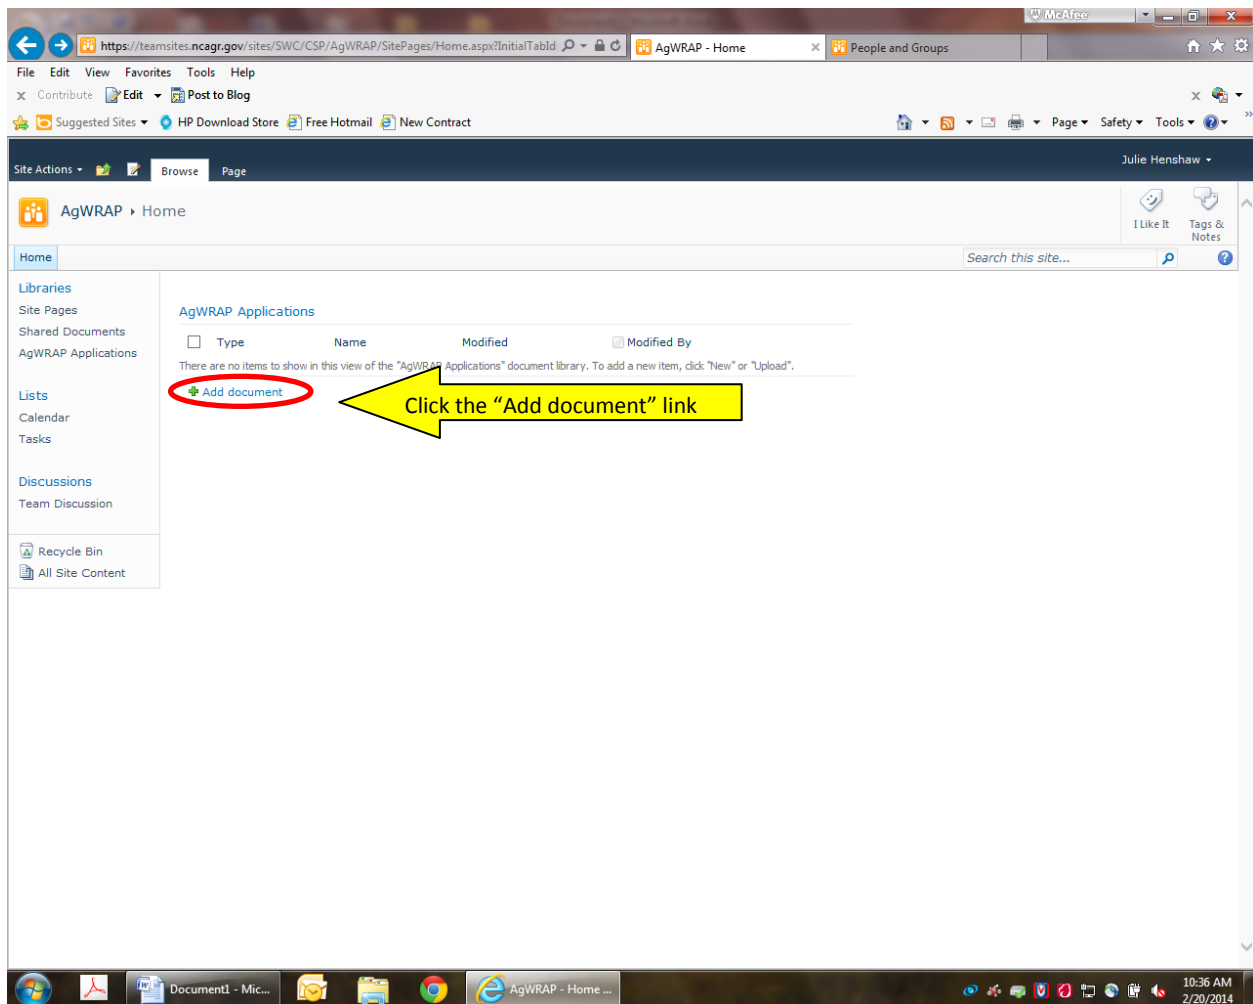 McAfee
https://teamsites.ncagr.gov/sites/SWC/CSP/AgWRAP/SitePages/Home.aspx?InitialTabId
AgWRAP - Home
People and Groups
File Edit View Favorites Tools Help
x Contribute Edit Post to Blog x
Suggested Sites HP Download Store Free Hotmail New Contract Page Safety Tools »
Julie Henshaw
Site Actions Browse Page
AgWRAP Home
I Like It
Tags & Notes
Home
Search this site...
Libraries
Site Pages
Shared Documents
AgWRAP Applications
Lists
Calendar
Tasks
Discussions
Team Discussion
Recycle Bin
All Site Content
AgWRAP Applications
Type Name Modified Modified By
There are no items to show in this view of the "AgWRAP Applications" document library. To add a new item, click "New" or "Upload".
Add document
Click the “Add document” link
Document1 - Mic...
AgWRAP - Home ...
10:36 AM
2/20/2014